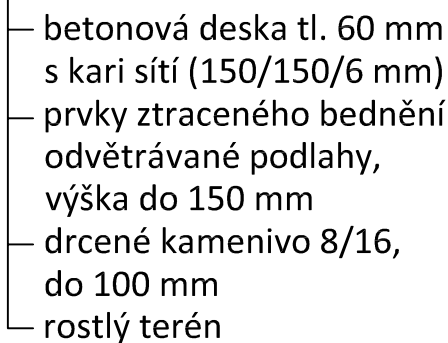 betonová deska tl. 60 mm
s kari sítí (150/150/6 mm)
prvky ztraceného bednění
odvětrávané podlahy,
výška do 150 mm
drcené kamenivo 8/16,
do 100 mm
rostlý terén